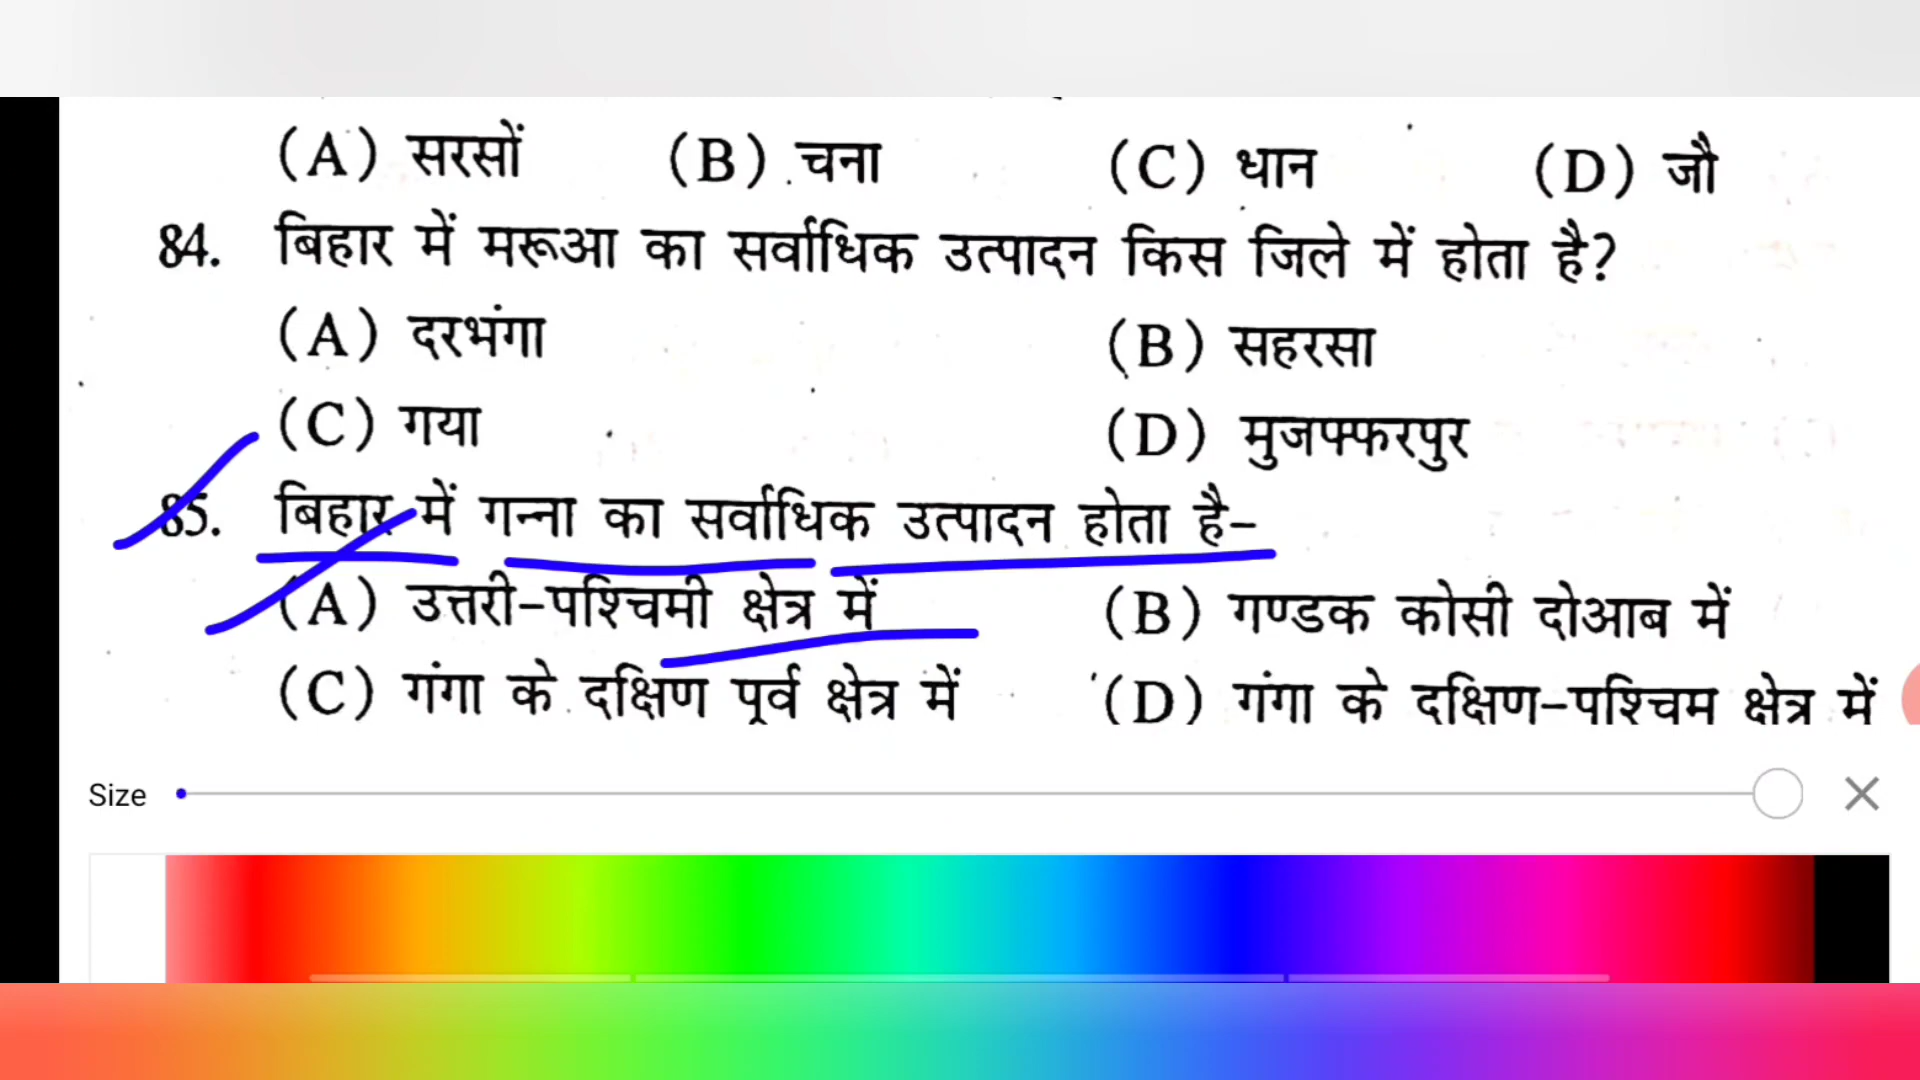 (A) सरसों (B) चना (C) धान (D) जौ
84. बिहार में मरूआ का सर्वाधिक उत्पादन किस जिले में होता है?
(A) दरभंगा (B) सहरसा
(C) गया (D) मुजफ्फरपुर
85. बिहार में गन्ना का सर्वाधिक उत्पादन होता है-
(A) उत्तरी-पश्चिमी क्षेत्र में (B) गण्डक कोसी दोआब में
(C) गंगा के दक्षिण पूर्व क्षेत्र में (D) गंगा के दक्षिण-पश्चिम क्षेत्र में
Size